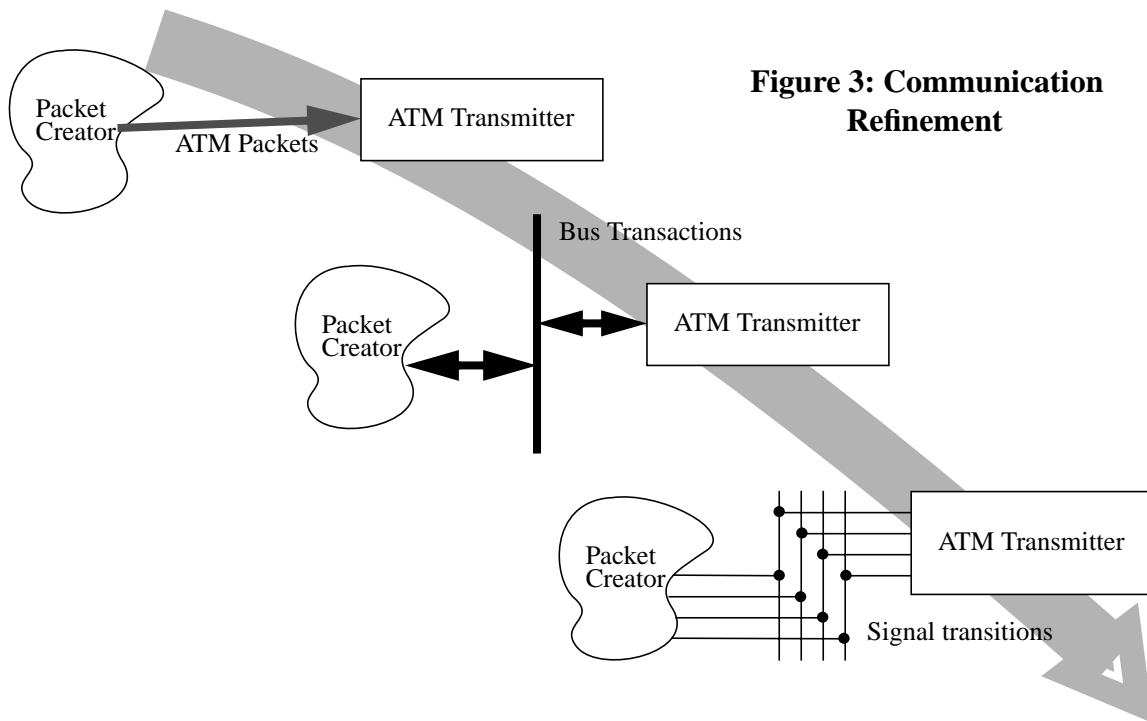 Figure 3: Communication
Refinement
Packet
Creator
ATM Packets
ATM Transmitter
Bus Transactions
Packet
Creator
ATM Transmitter
Packet
Creator
ATM Transmitter
Signal transitions